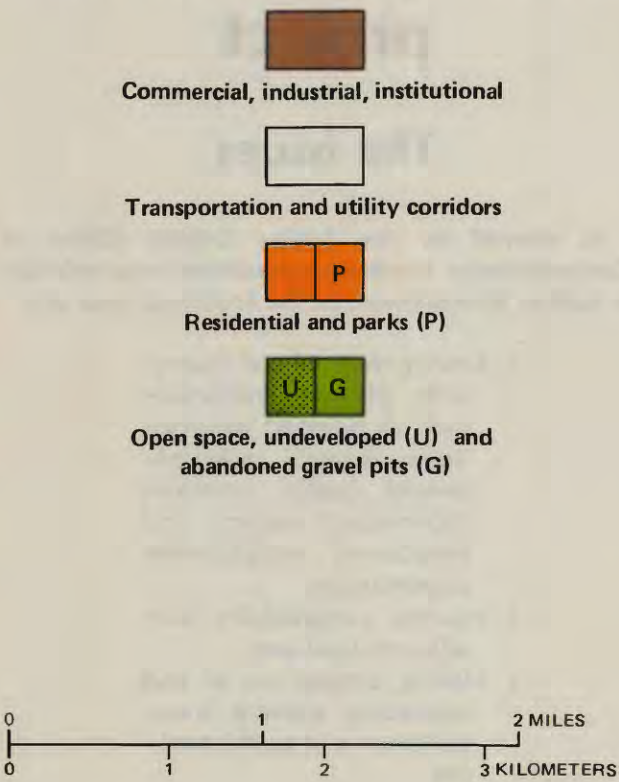 Commercial, industrial, institutional
Transportation and utility corridors
P
Residential and parks (P)
U G
Open space, undeveloped (U) and
abandoned gravel pits (G)
0 1 2 MILES
0 1 2 3 KILOMETERS